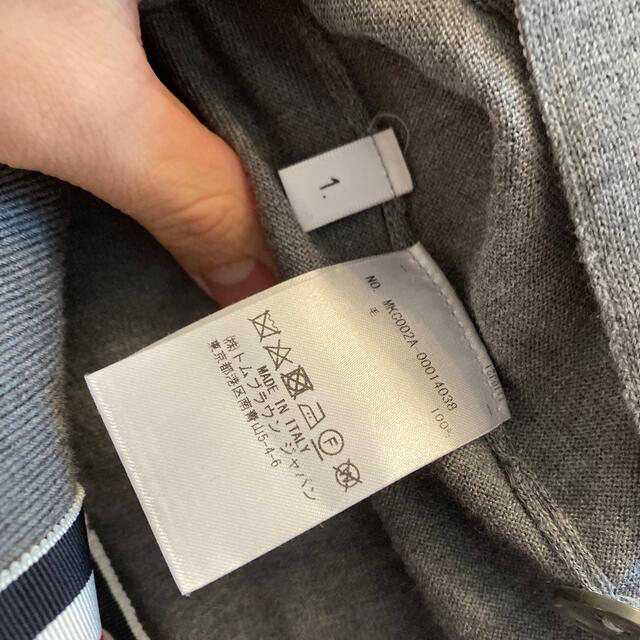 1.
NO. MKC002A-00014038
毛 100%
MADE IN ITALY
(株)トムブラウン ジャパン
東京都港区南青山5-4-6